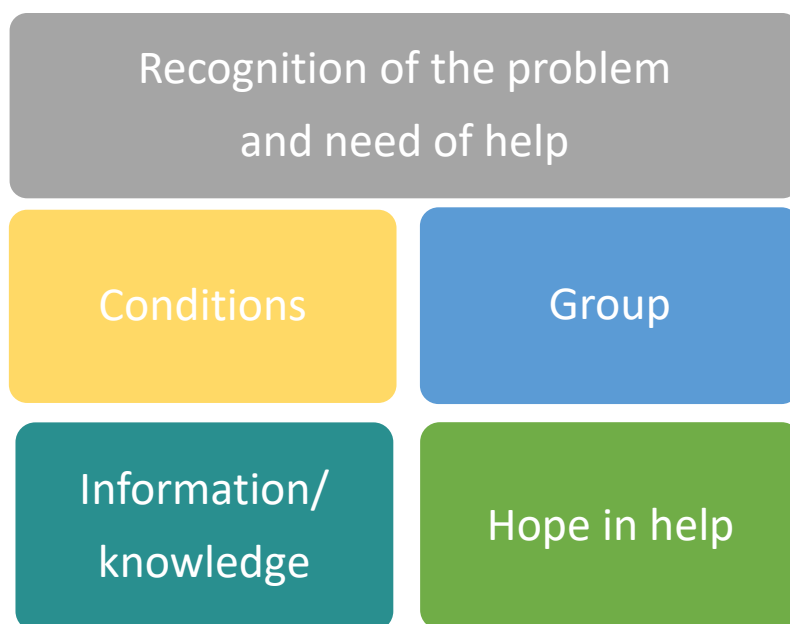 Recognition of the problem
and need of help
Conditions
Group
Information/
knowledge
Hope in help